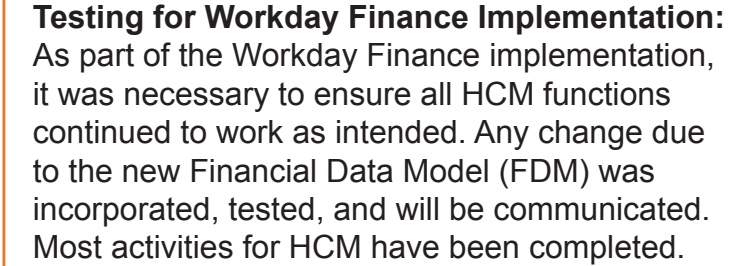 Testing for Workday Finance Implementation:
As part of the Workday Finance implementation,
it was necessary to ensure all HCM functions
continued to work as intended. Any change due
to the new Financial Data Model (FDM) was
incorporated, tested, and will be communicated.
Most activities for HCM have been completed.